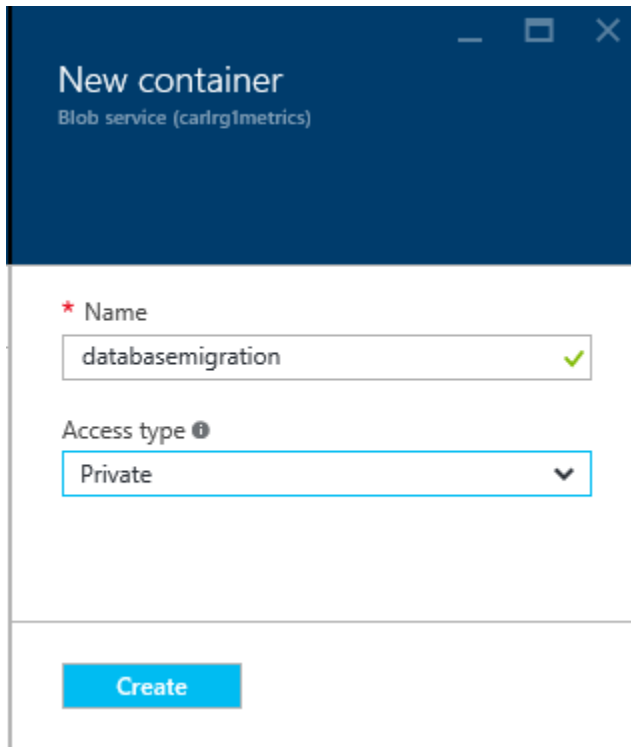 New container
Blob service (carlrg1metrics)
* Name
databasemigration
Access type
Private
Create